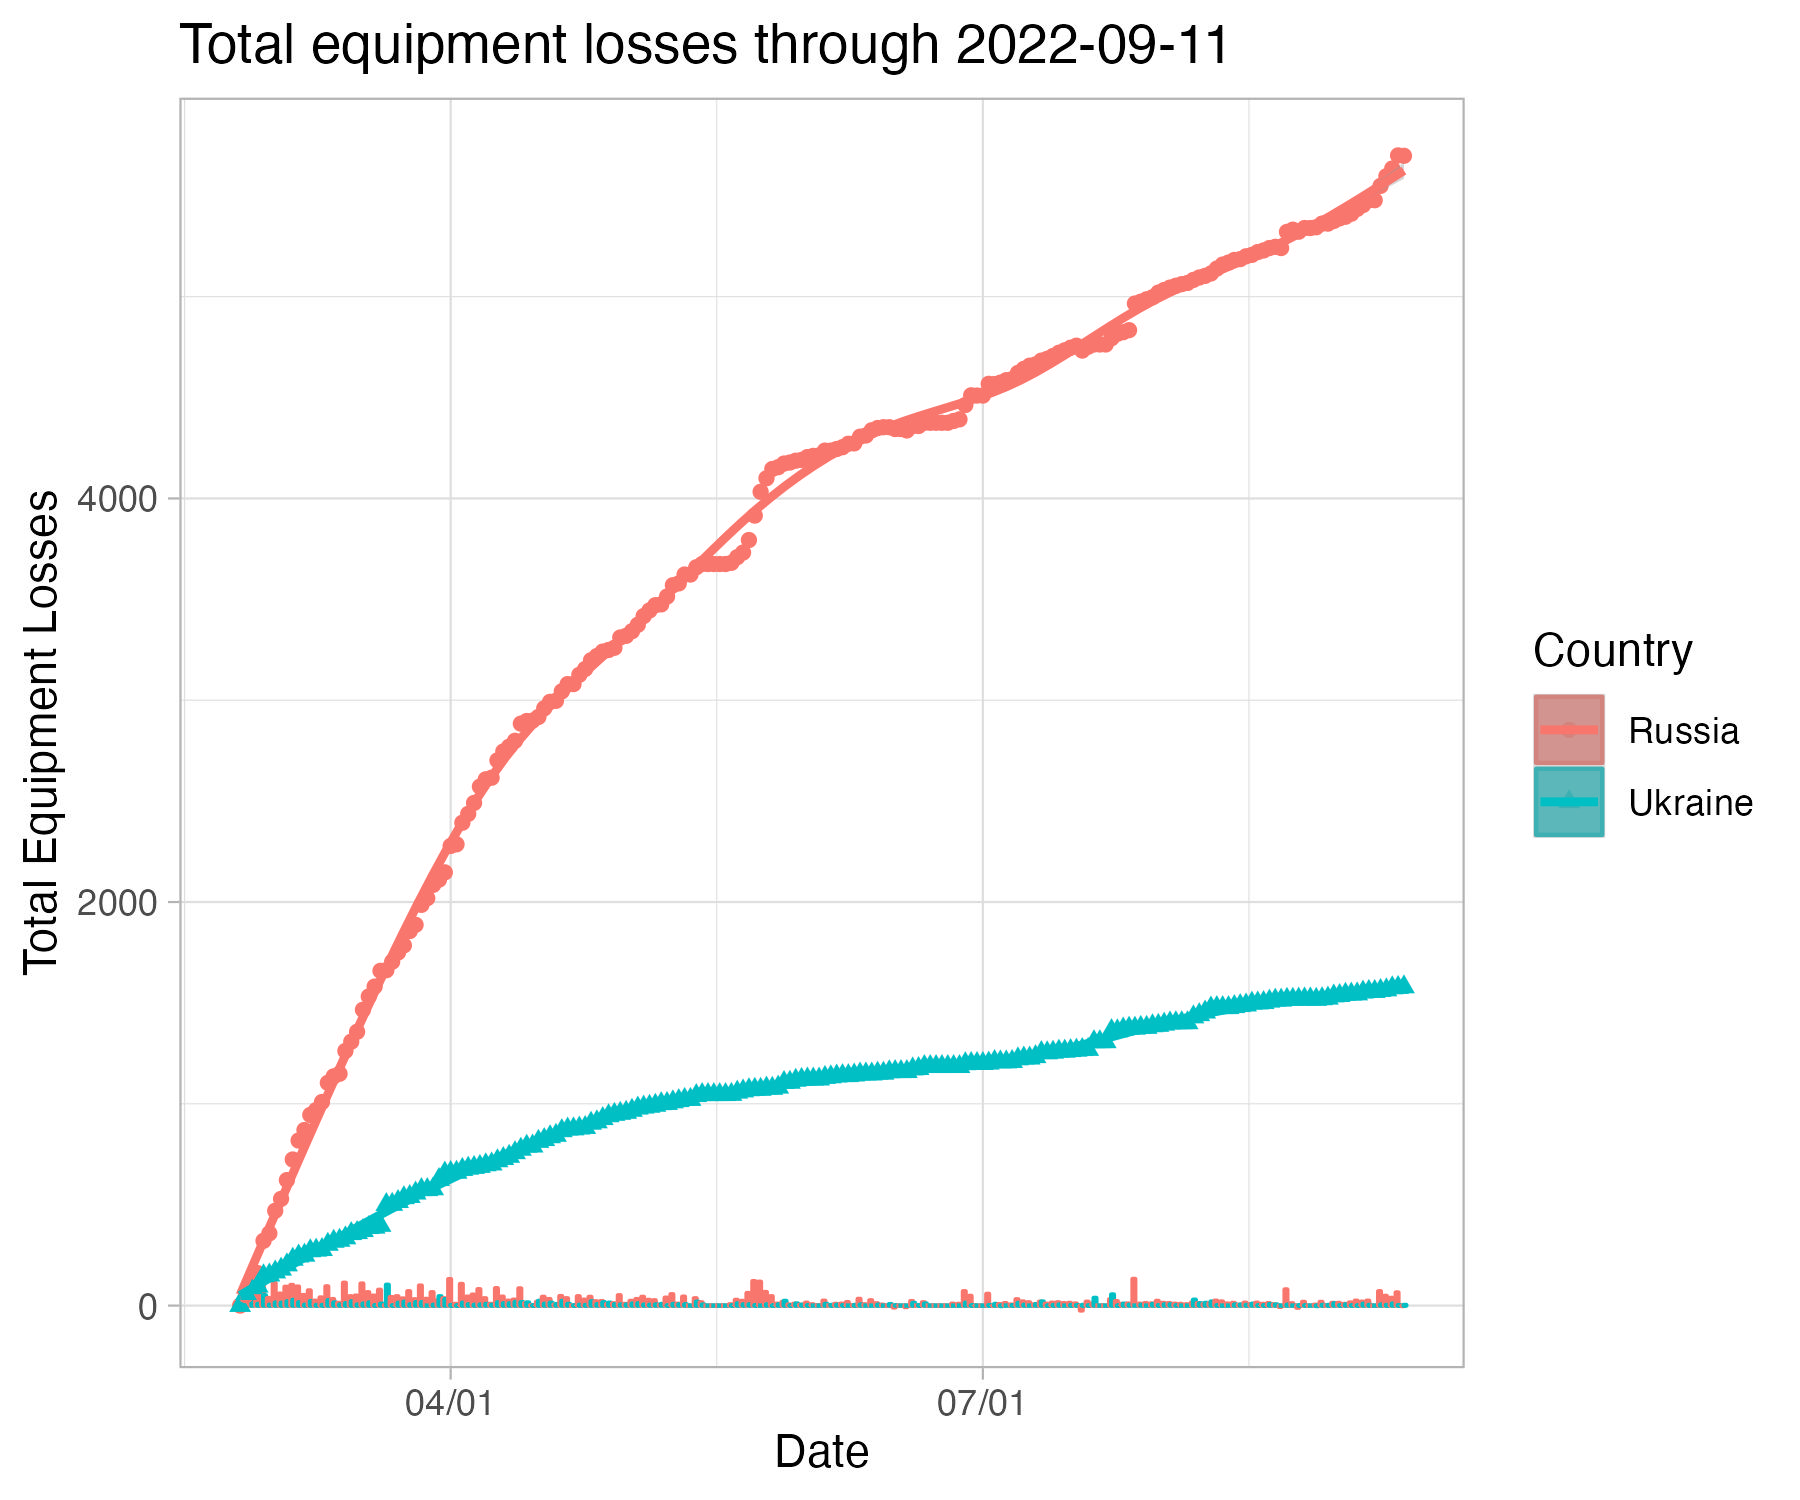 Total equipment losses through 2022-09-11
Total Equipment Losses
4000
2000
0
04/01
07/01
Date
Country
Russia
Ukraine